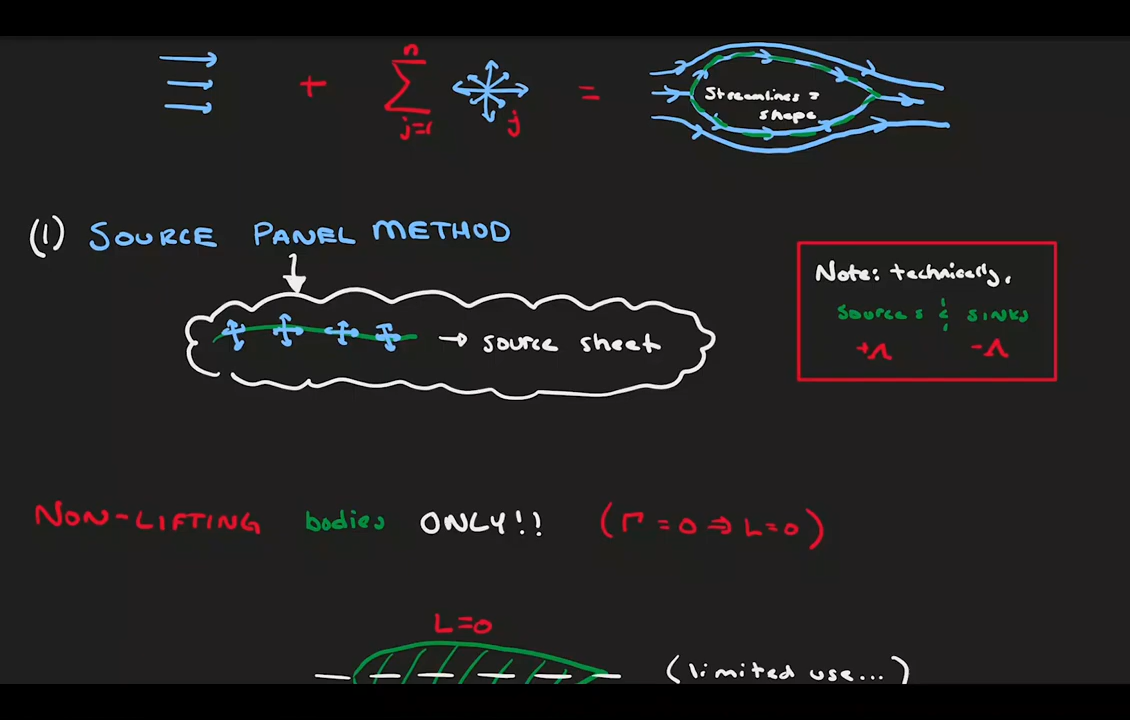 + n Σ j=1 j =
Streamlines =
shape
(1) SOURCE PANEL METHOD
→ source sheet
Note: technically,
sources & sinks
+Λ -Λ
NON-LIFTING bodies ONLY!! (Γ = 0 ⇒ L=0)
L=0
(limited use...)